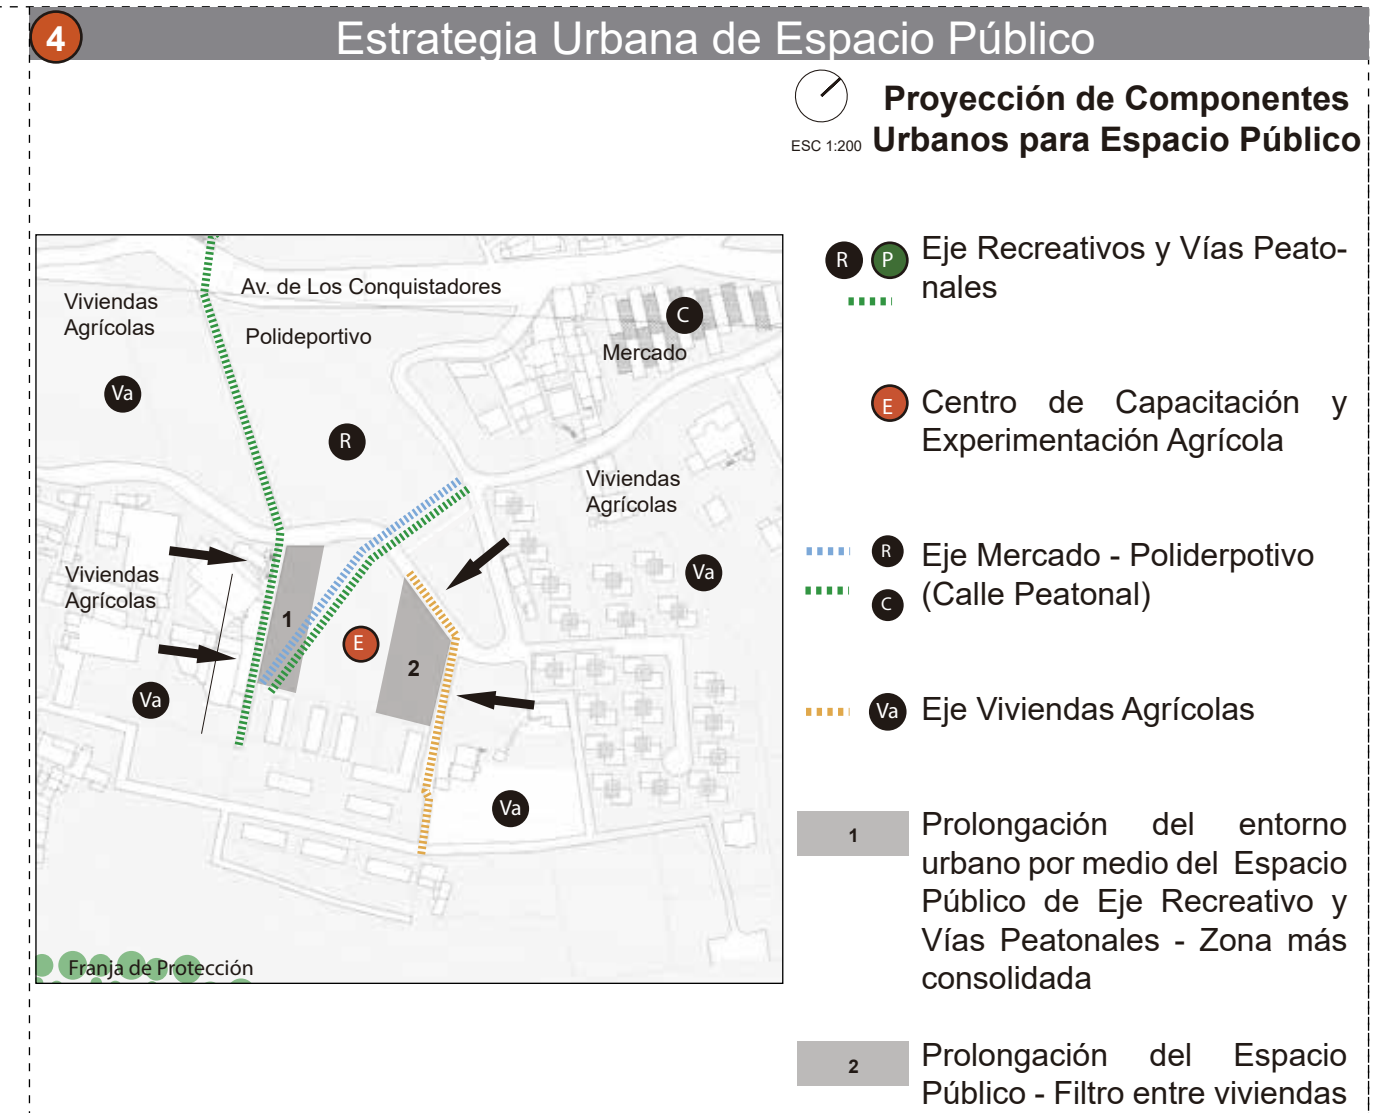 4
Estrategia Urbana de Espacio Público
ESC 1:200
Proyección de Componentes
Urbanos para Espacio Público
Viviendas
Agrícolas
Av. de Los Conquistadores
Polideportivo
C
Mercado
Va
R
Viviendas
Agrícolas
Va
Viviendas
Agrícolas
1
E
2
Va
Va
Franja de Protección
R P Eje Recreativos y Vías Peato-
nales
E Centro de Capacitación y
Experimentación Agrícola
R Eje Mercado - Poliderpotivo
C (Calle Peatonal)
Va Eje Viviendas Agrícolas
1 Prolongación del entorno
urbano por medio del Espacio
Público de Eje Recreativo y
Vías Peatonales - Zona más
consolidada
2 Prolongación del Espacio
Público - Filtro entre viviendas